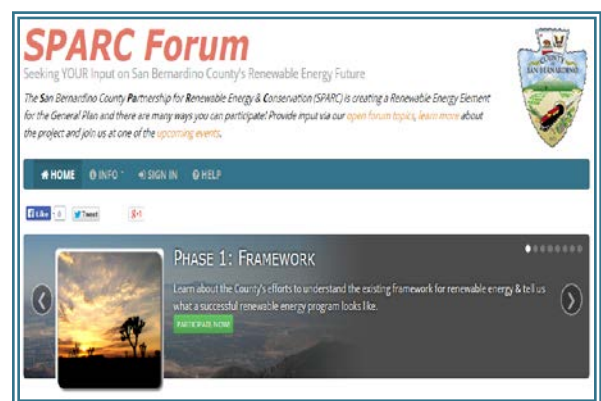 SPARC Forum
Seeking YOUR Input on San Bernardino County's Renewable Energy Future
The San Bernardino County Partnership for Renewable Energy & Conservation (SPARC) is creating a Renewable Energy Element
for the General Plan and there are many ways you can participate! Provide input via our open forum topics, learn more about
the project and join us at one of the upcoming events.
COUNTY OF
SAN BERNARDINO
HOME INFO SIGN IN HELP
Like 8 Tweet g+1
PHASE 1: FRAMEWORK
Learn about the County's efforts to understand the existing framework for renewable energy & tell us
what a successful renewable energy program looks like.
PARTICIPATE NOW